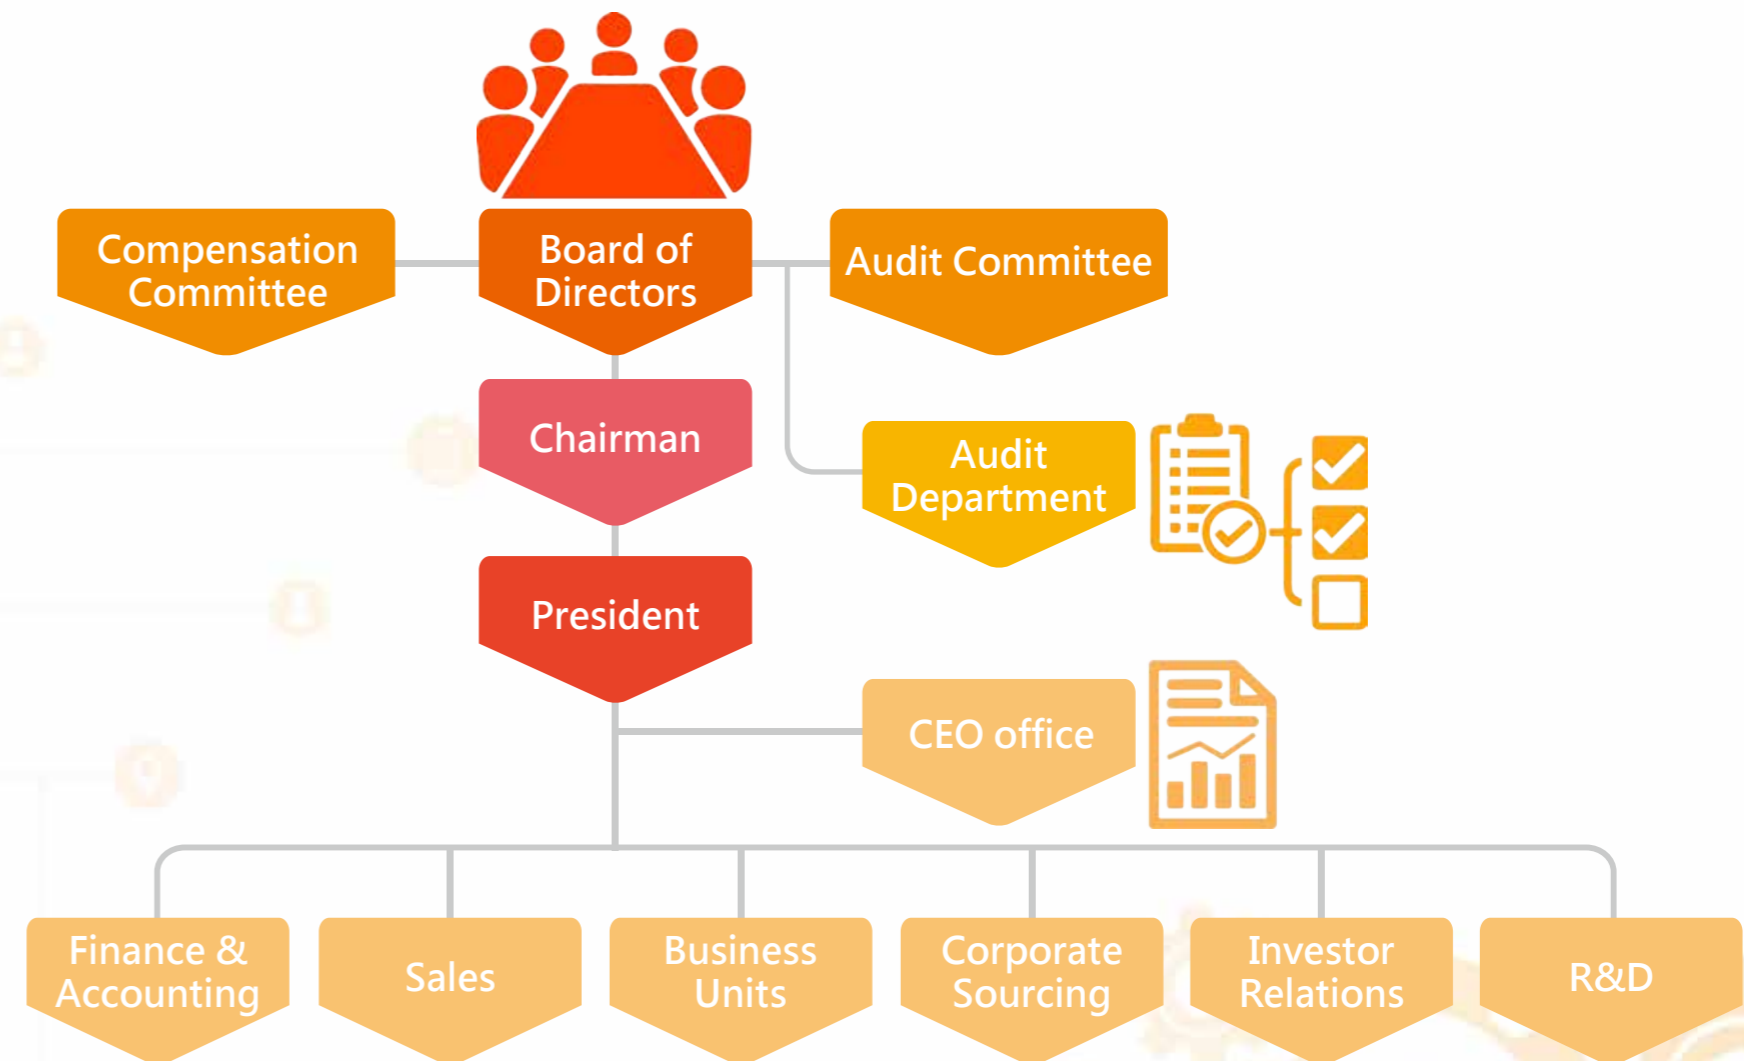 Compensation
Committee
Board of
Directors
Audit Committee
Chairman
Audit
Department
President
CEO office
Finance &
Accounting
Sales
Business
Units
Corporate
Sourcing
Investor
Relations
R&D